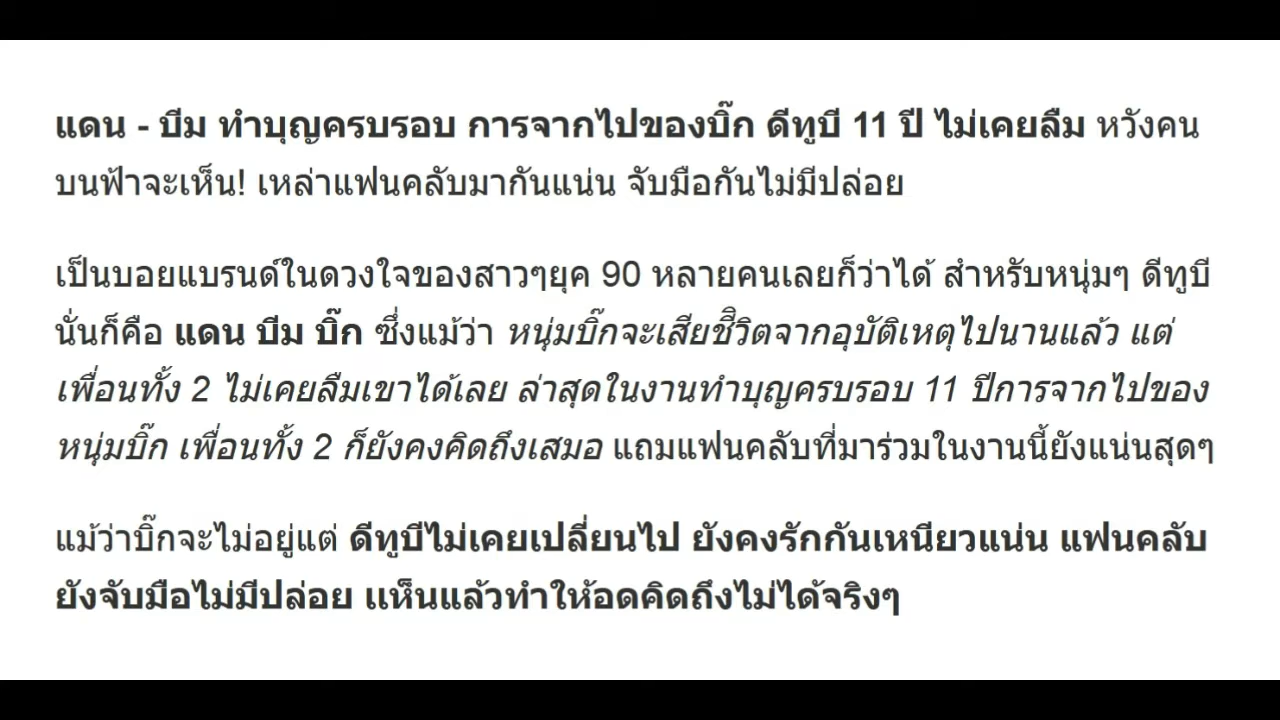 แดน - บีม ทำบุญครบรอบ การจากไปของบิ๊ก ดีทูบี 11 ปี ไม่เคยลืม หวังคน
บนฟ้าจะเห็น! เหล่าแฟนคลับมากันแน่น จับมือกันไม่มีปล่อย
เป็นบอยแบรนด์ในดวงใจของสาวๆยุค 90 หลายคนเลยก็ว่าได้ สำหรับหนุ่มๆ ดีทูบี
นั่นก็คือ แดน บีม บิ๊ก ซึ่งแม้ว่า หนุ่มบิ๊กจะเสียชีิวิตจากอุบัติเหตุไปนานแล้ว แต่
เพื่อนทั้ง 2 ไม่เคยลืมเขาได้เลย ล่าสุดในงานทำบุญครบรอบ 11 ปีการจากไปของ
หนุ่มบิ๊ก เพื่อนทั้ง 2 ก็ยังคงคิดถึงเสมอ แถมแฟนคลับที่มาร่วมในงานนี้ยังแน่นสุดๆ
แม้ว่าบิ๊กจะไม่อยู่แต่ ดีทูบีไม่เคยเปลี่ยนไป ยังคงรักกันเหนียวแน่น แฟนคลับ
ยังจับมือไม่มีปล่อย เเห็นแล้วทำให้อดคิดถึงไม่ได้จริงๆ